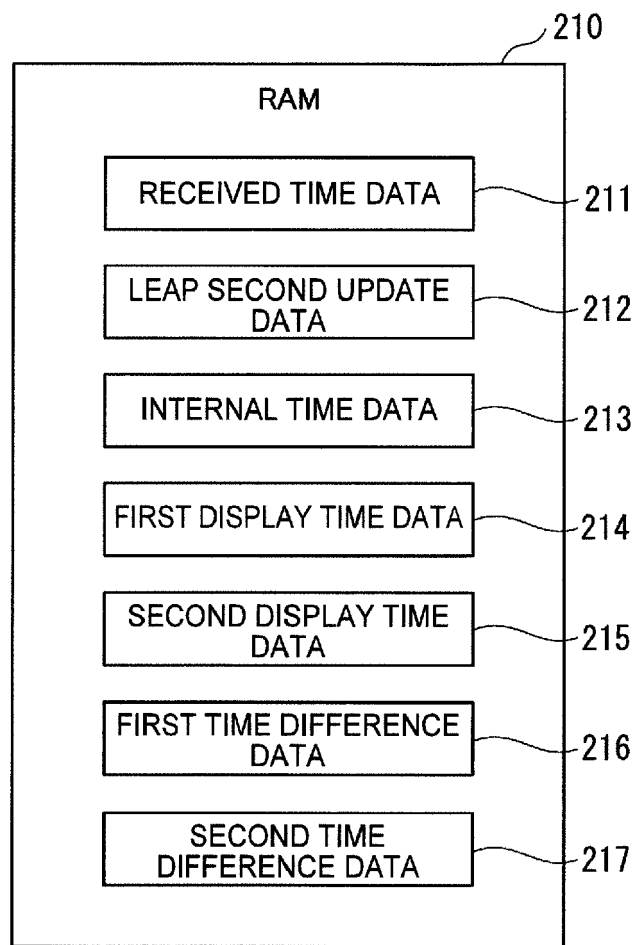 210
RAM
RECEIVED TIME DATA
211
LEAP SECOND UPDATE
DATA
212
INTERNAL TIME DATA
213
FIRST DISPLAY TIME DATA
214
SECOND DISPLAY TIME
DATA
215
FIRST TIME DIFFERENCE
DATA
216
SECOND TIME
DIFFERENCE DATA
217